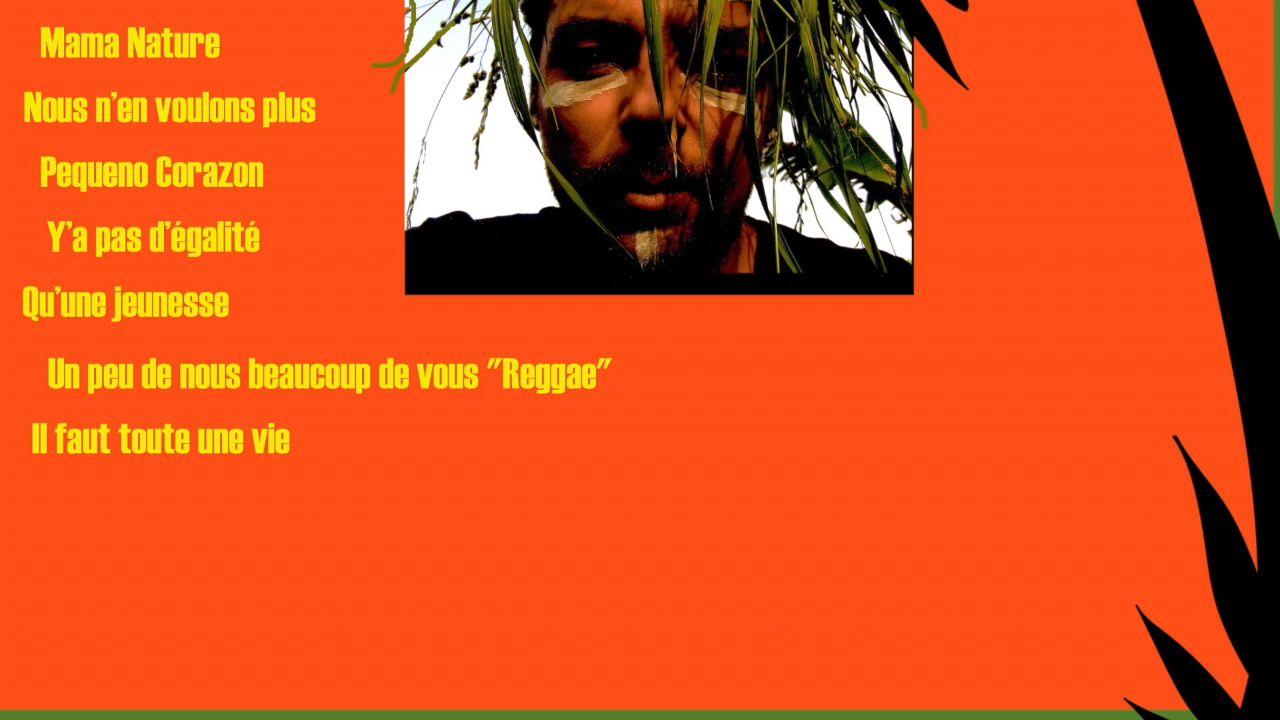 Mama Nature
Nous n'en voulons plus
Pequeno Corazon
Y'a pas d'égalité
Qu'une jeunesse
Un peu de nous beaucoup de vous "Reggae"
Il faut toute une vie